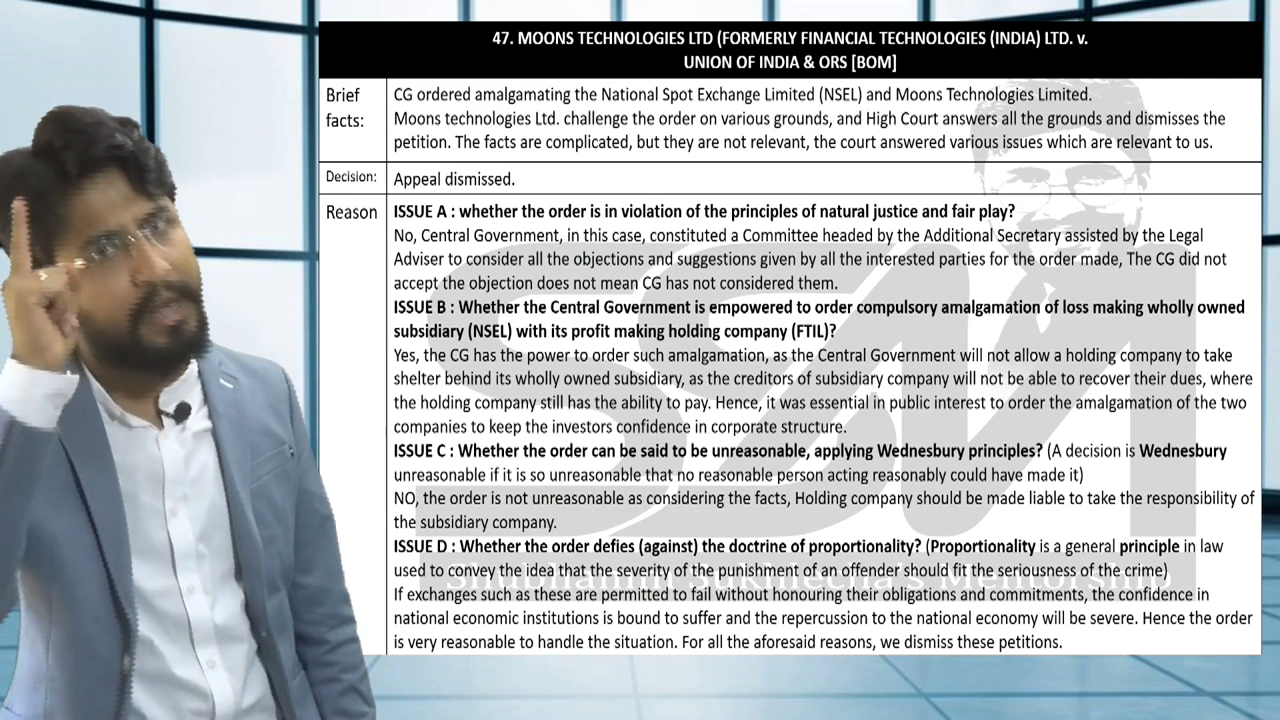 47. MOONS TECHNOLOGIES LTD (FORMERLY FINANCIAL TECHNOLOGIES (INDIA) LTD. v.
UNION OF INDIA & ORS [BOM]
Brief
facts:
CG ordered amalgamating the National Spot Exchange Limited (NSEL) and Moons Technologies Limited.
Moons technologies Ltd. challenge the order on various grounds, and High Court answers all the grounds and dismisses the
petition. The facts are complicated, but they are not relevant, the court answered various issues which are relevant to us.
Decision:
Appeal dismissed.
Reason
ISSUE A : whether the order is in violation of the principles of natural justice and fair play?
No, Central Government, in this case, constituted a Committee headed by the Additional Secretary assisted by the Legal
Adviser to consider all the objections and suggestions given by all the interested parties for the order made, The CG did not
accept the objection does not mean CG has not considered them.
ISSUE B : Whether the Central Government is empowered to order compulsory amalgamation of loss making wholly owned
subsidiary (NSEL) with its profit making holding company (FTIL)?
Yes, the CG has the power to order such amalgamation, as the Central Government will not allow a holding company to take
shelter behind its wholly owned subsidiary, as the creditors of subsidiary company will not be able to recover their dues, where
the holding company still has the ability to pay. Hence, it was essential in public interest to order the amalgamation of the two
companies to keep the investors confidence in corporate structure.
ISSUE C : Whether the order can be said to be unreasonable, applying Wednesbury principles? (A decision is Wednesbury
unreasonable if it is so unreasonable that no reasonable person acting reasonably could have made it)
NO, the order is not unreasonable as considering the facts, Holding company should be made liable to take the responsibility of
the subsidiary company.
ISSUE D : Whether the order defies (against) the doctrine of proportionality? (Proportionality is a general principle in law
used to convey the idea that the severity of the punishment of an offender should fit the seriousness of the crime)
If exchanges such as these are permitted to fail without honouring their obligations and commitments, the confidence in
national economic institutions is bound to suffer and the repercussion to the national economy will be severe. Hence the order
is very reasonable to handle the situation. For all the aforesaid reasons, we dismiss these petitions.
SSM
Shubhamm Sukhlecha's Mentorship